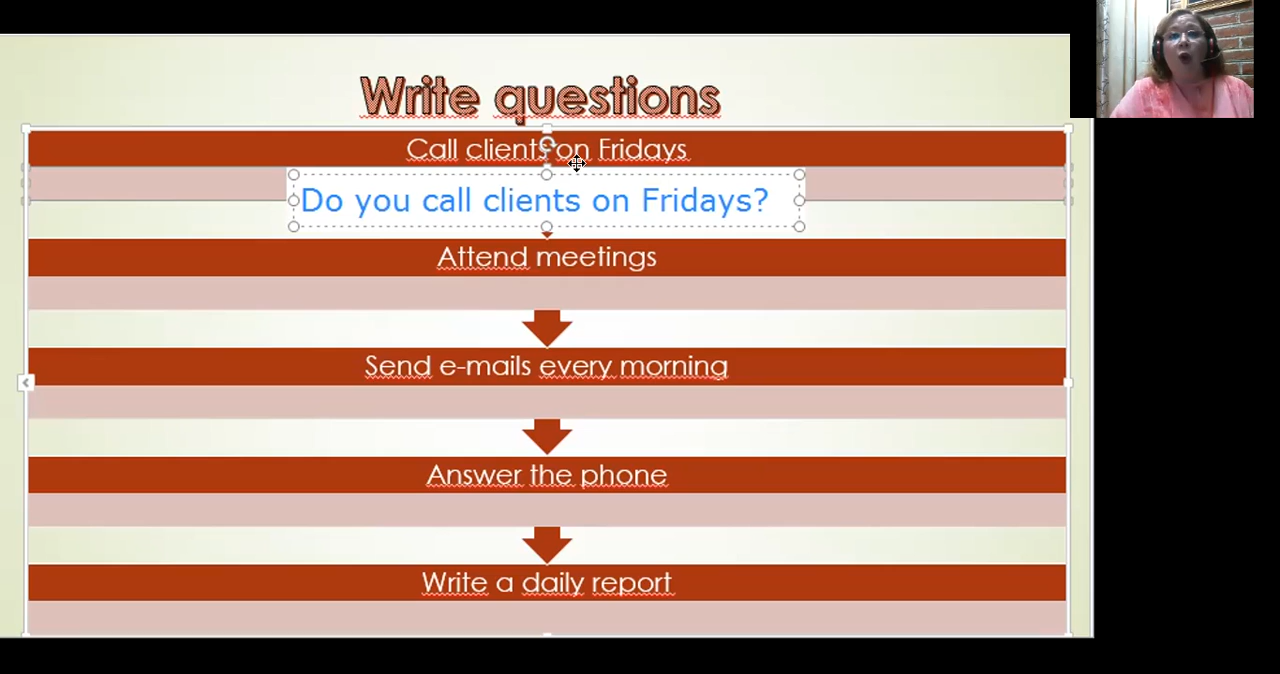 Write questions
Call clients on Fridays
Do you call clients on Fridays?
Attend meetings
Send e-mails every morning
Answer the phone
Write a daily report